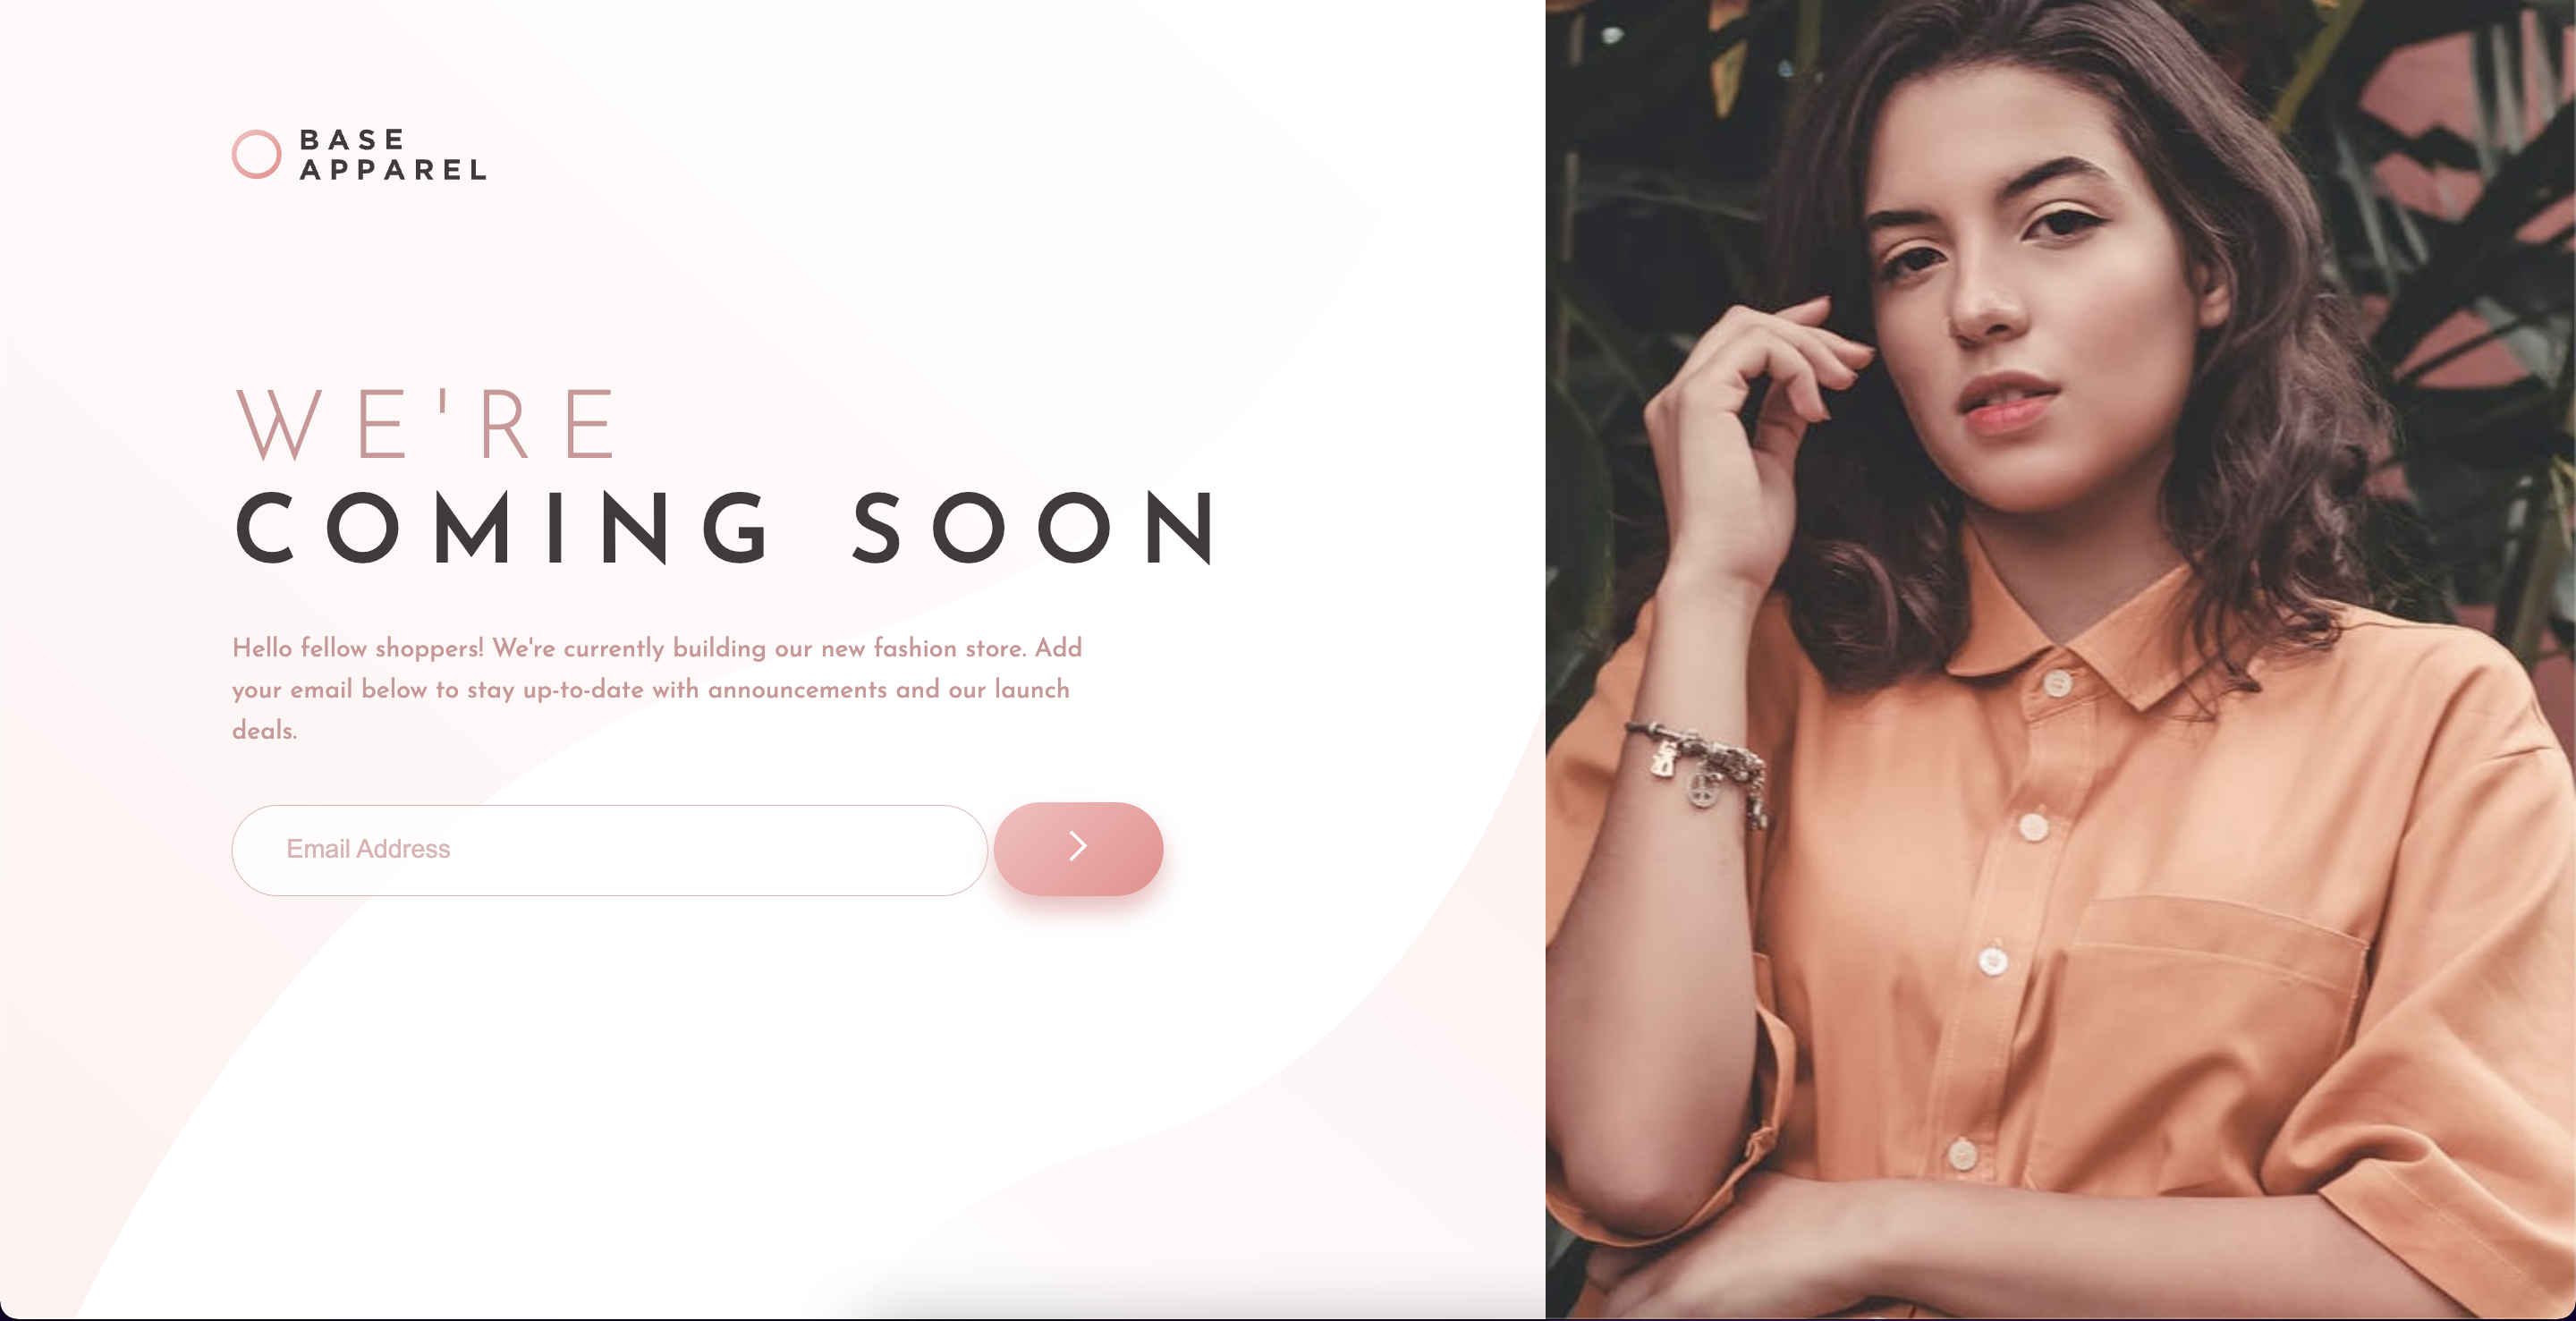 BASE
APPAREL
WE'RE
COMING SOON
Hello fellow shoppers! We're currently building our new fashion store. Add
your email below to stay up-to-date with announcements and our launch
deals.
Email Address